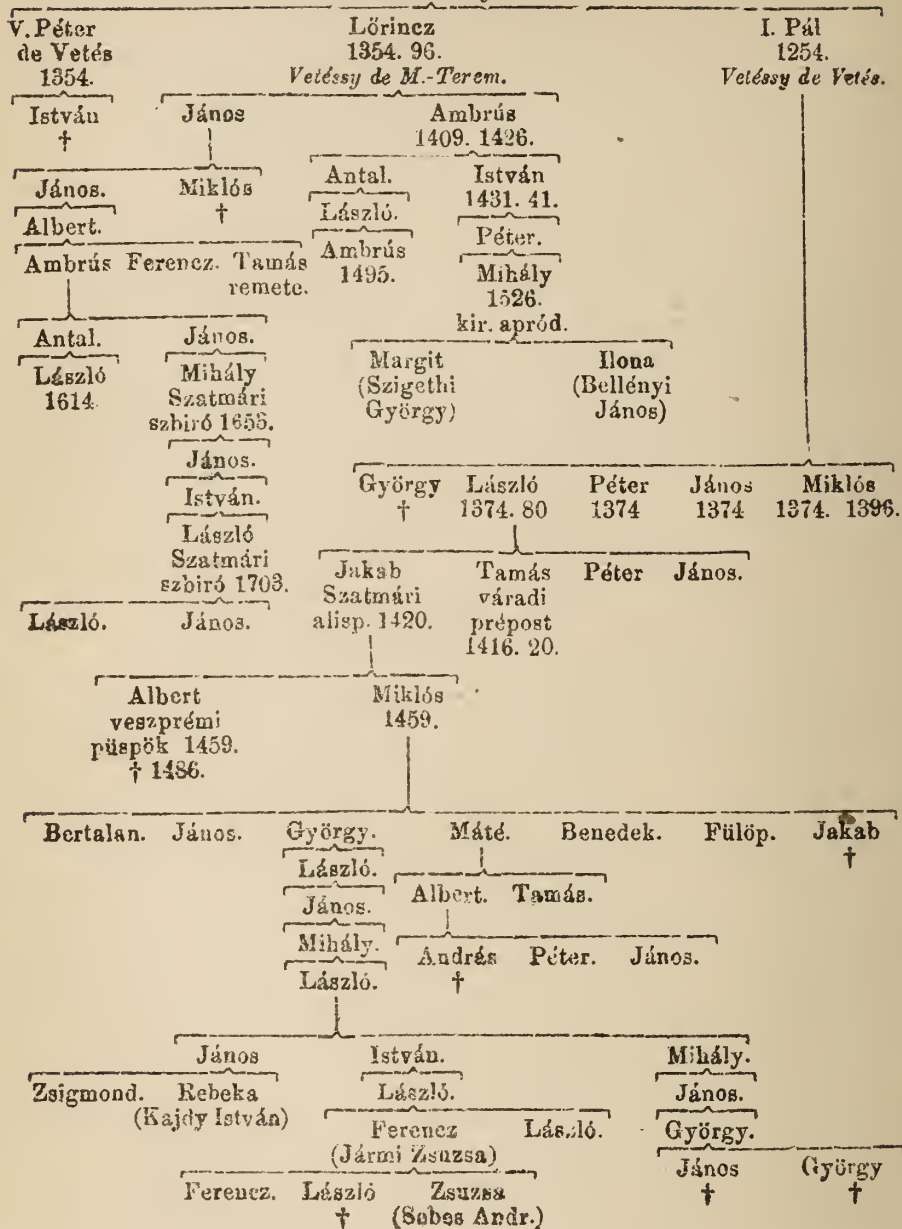 V. Péter Lőrincz I. Pál
de Vetés 1354. 96. 1254.
1354. Vetéssy de M.-Terem. Vetéssy de Vetés.
István János Ambrús
† 1409. 1426.
János. Miklós Antal. István
† László. 1431. 41.
Albert. Ambrús Péter.
Ambrús Ferencz. Tamás 1495. Mihály
remete. 1526.
kir. apród.
Antal. János. Margit Ilona
László Mihály (Szigethi (Bellényi
1614. Szatmári György) János)
szbiró 1653.
János.
István. György László Péter János Miklós
László † 1374. 80 1374 1374 1374. 1396.
Szatmári
szbiró 1703. Jakab Tamás Péter János.
Szatmári váradi
László. János. alisp. 1420. prépost
1416. 20.
Albert Miklós
veszprémi 1459.
püspök 1459.
† 1486.
Bertalan. János. György. Máté. Benedek. Fülöp. Jakab
†
László. Albert. Tamás.
János.
Mihály. András Péter. János.
László. †
János István. Mihály.
Zsigmond. Rebeka László. János.
(Kajdy István) Ferencz László. György.
(Jármi Zsuzsa) János György
† †
Ferencz. László Zsuzsa
† (Sebes Andr.)